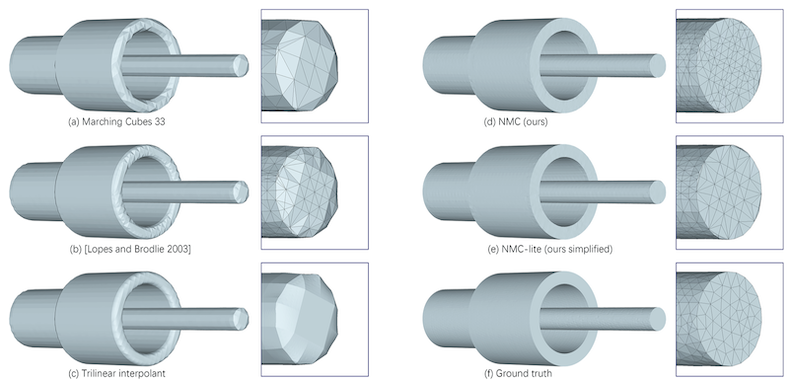 (a) Marching Cubes 33
(d) NMC (ours)
(b) [Lopes and Brodlie 2003]
(e) NMC-lite (ours simplified)
(c) Trilinear interpolant
(f) Ground truth